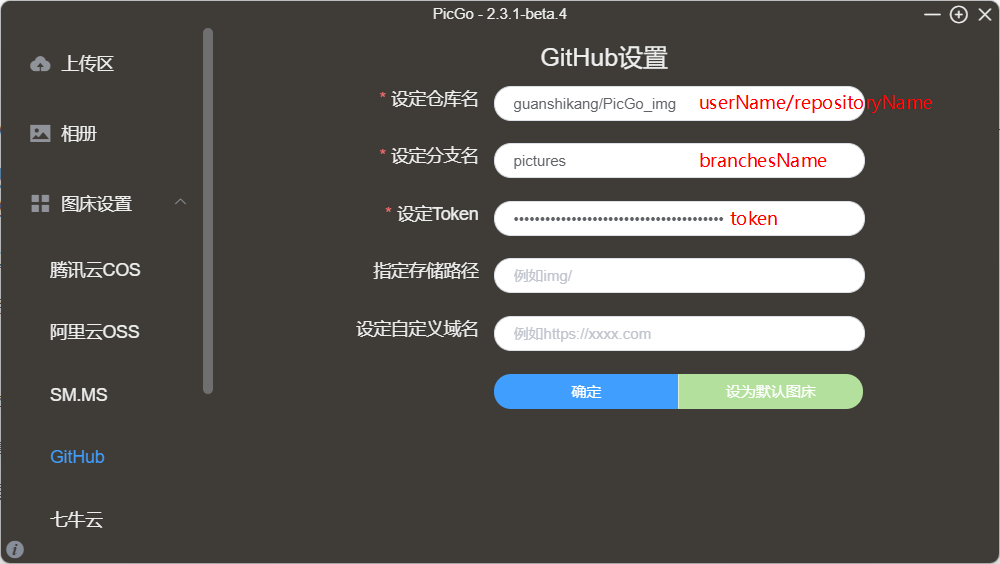 PicGo - 2.3.1-beta.4
上传区
相册
图床设置
腾讯云COS
阿里云OSS
SM.MS
GitHub
七牛云
GitHub设置
* 设定仓库名 guanshikang/PicGo_img userName/repositoryName
* 设定分支名 pictures branchesName
* 设定Token •••••••••••••••••••••••••••••••••••••••• token
指定存储路径 例如img/
设定自定义域名 例如https://xxxx.com
确定 设为默认图床